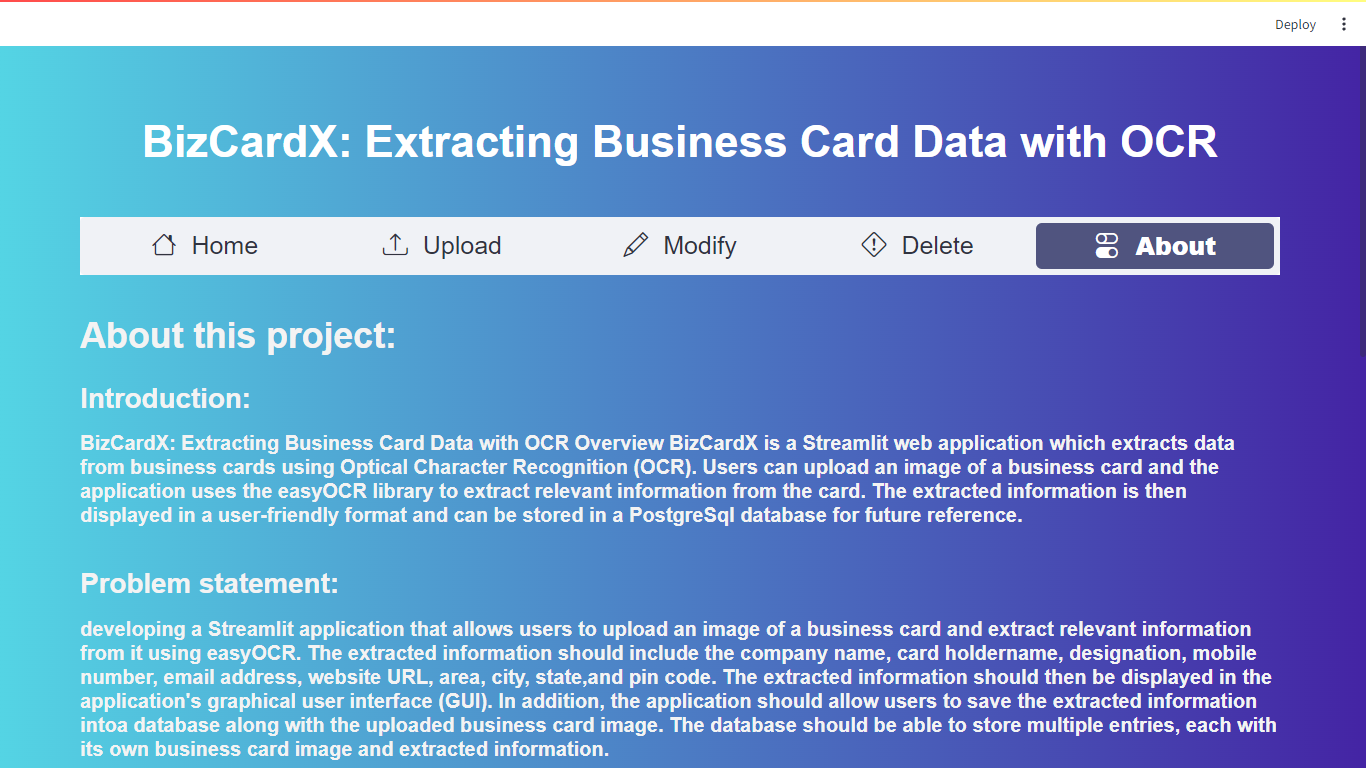 Deploy
BizCardX: Extracting Business Card Data with OCR
Home Upload Modify Delete About
About this project:
Introduction:
BizCardX: Extracting Business Card Data with OCR Overview BizCardX is a Streamlit web application which extracts data
from business cards using Optical Character Recognition (OCR). Users can upload an image of a business card and the
application uses the easyOCR library to extract relevant information from the card. The extracted information is then
displayed in a user-friendly format and can be stored in a PostgreSql database for future reference.
Problem statement:
developing a Streamlit application that allows users to upload an image of a business card and extract relevant information
from it using easyOCR. The extracted information should include the company name, card holdername, designation, mobile
number, email address, website URL, area, city, state,and pin code. The extracted information should then be displayed in the
application's graphical user interface (GUI). In addition, the application should allow users to save the extracted information
intoa database along with the uploaded business card image. The database should be able to store multiple entries, each with
its own business card image and extracted information.